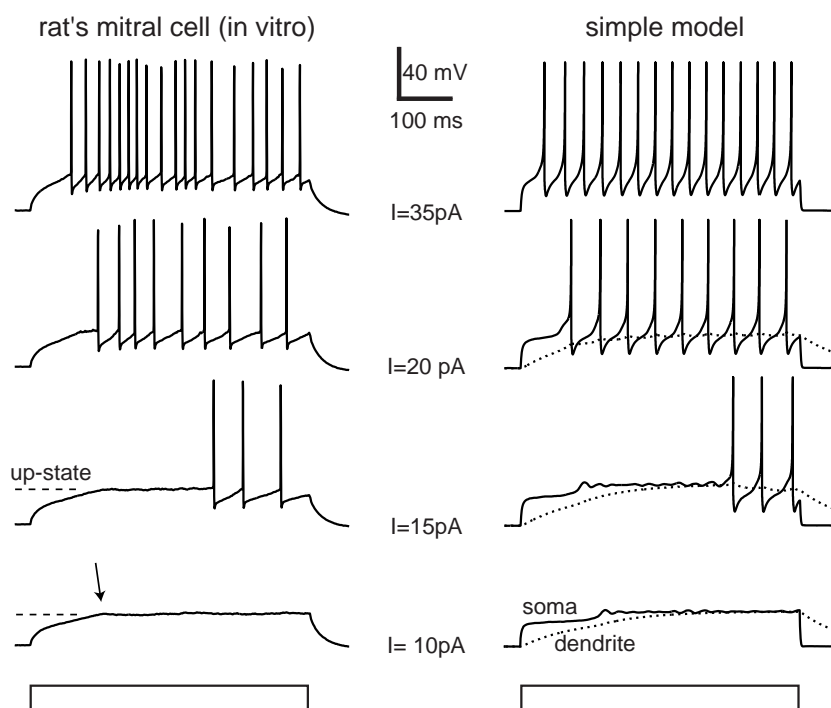 rat's mitral cell (in vitro)
simple model
40 mV
100 ms
I=35pA
I=20 pA
up-state
I=15pA
soma
dendrite
I= 10pA